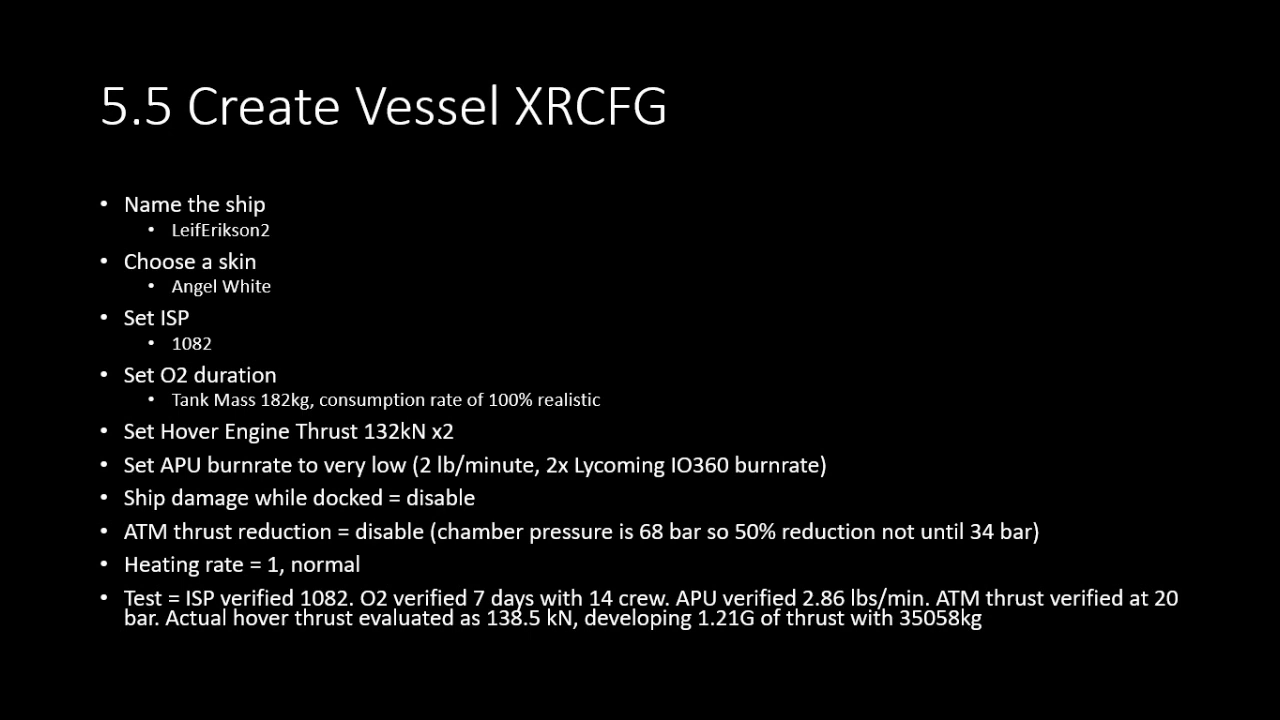 5.5 Create Vessel XRCFG
• Name the ship
• LeifErikson2
• Choose a skin
• Angel White
• Set ISP
• 1082
• Set O2 duration
• Tank Mass 182kg, consumption rate of 100% realistic
• Set Hover Engine Thrust 132kN x2
• Set APU burnrate to very low (2 lb/minute, 2x Lycoming IO360 burnrate)
• Ship damage while docked = disable
• ATM thrust reduction = disable (chamber pressure is 68 bar so 50% reduction not until 34 bar)
• Heating rate = 1, normal
• Test = ISP verified 1082. O2 verified 7 days with 14 crew. APU verified 2.86 lbs/min. ATM thrust verified at 20
bar. Actual hover thrust evaluated as 138.5 kN, developing 1.21G of thrust with 35058kg